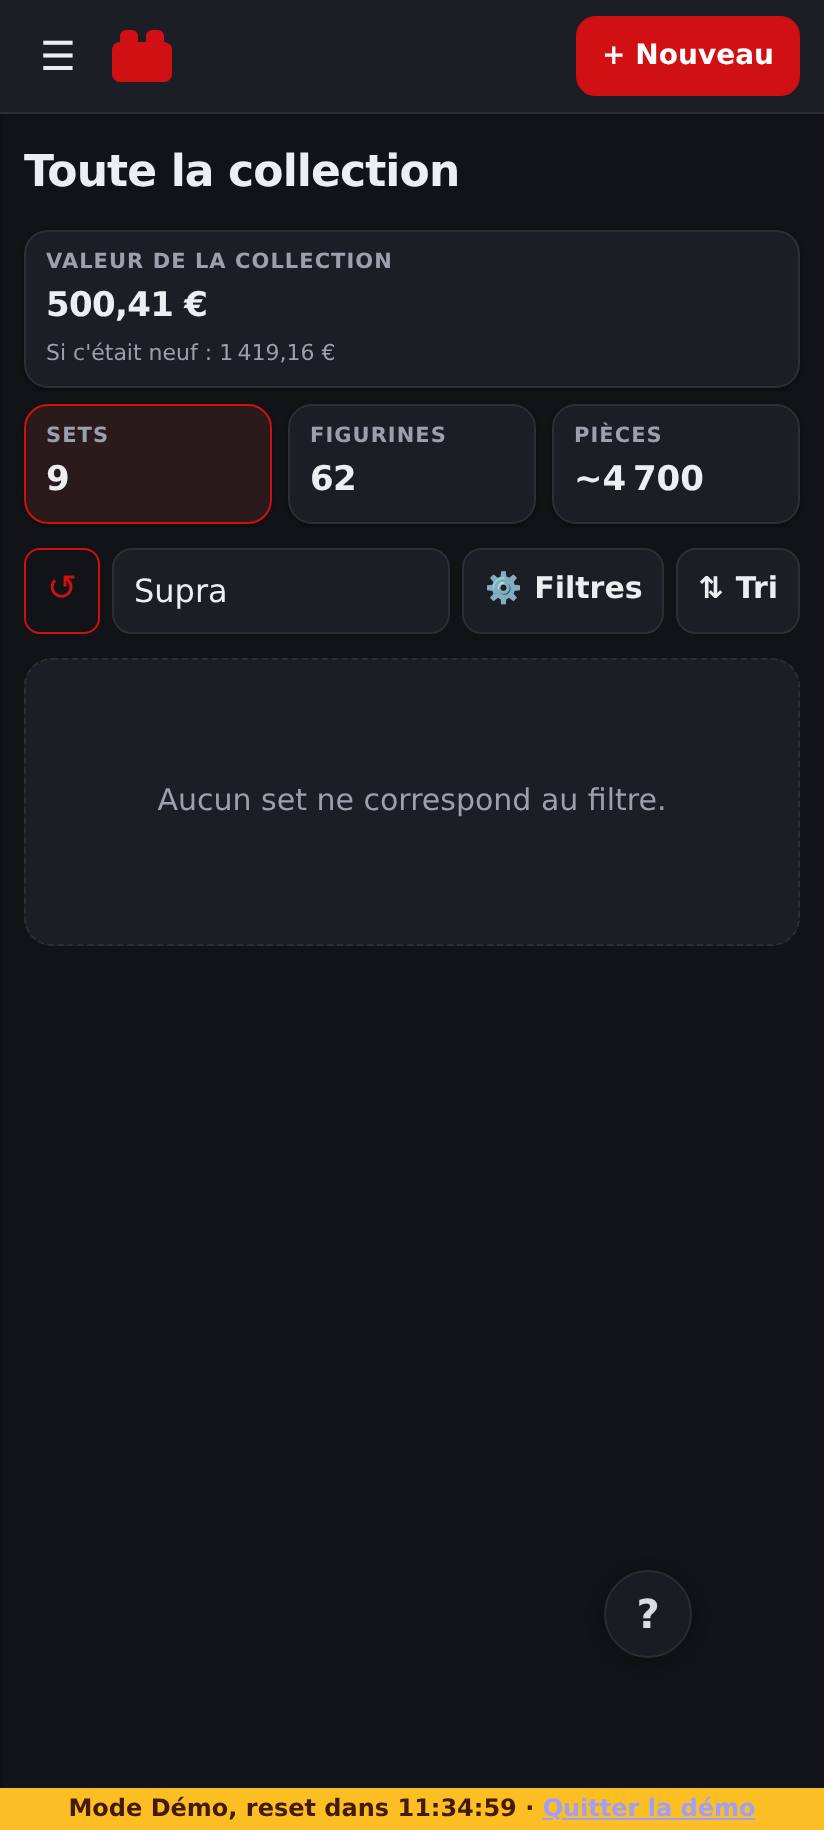 ☰
+ Nouveau
Toute la collection
VALEUR DE LA COLLECTION
500,41 €
Si c'était neuf : 1 419,16 €
SETS
9
FIGURINES
62
PIÈCES
~4 700
↺ Supra ⚙️ Filtres ⇅ Tri
Aucun set ne correspond au filtre.
?
Mode Démo, reset dans 11:34:59 · Quitter la démo